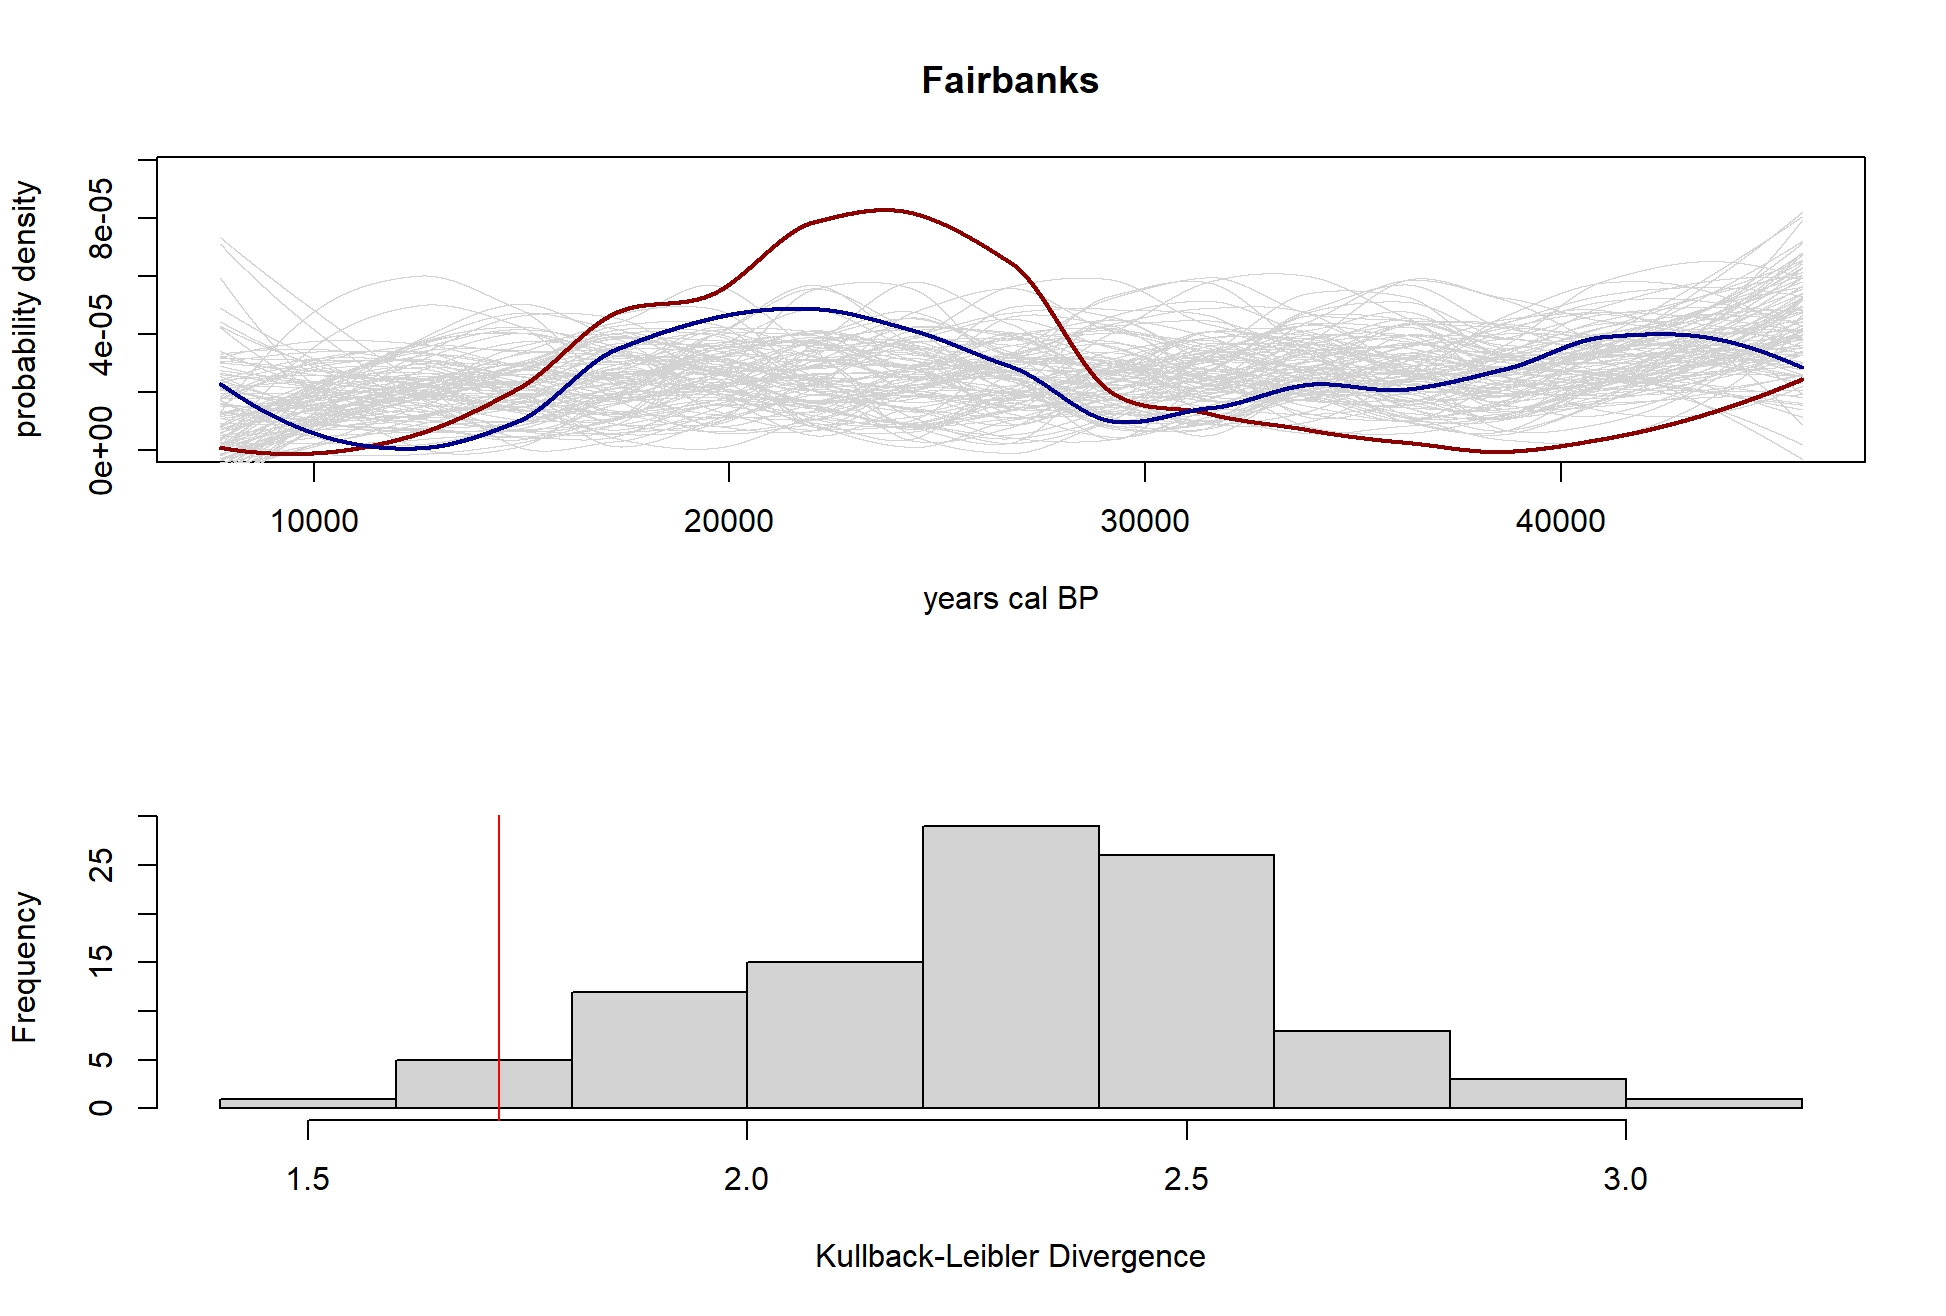 Fairbanks
probability density
8e-05
4e-05
0e+00
10000 20000 30000 40000
years cal BP
Frequency
25
15
5
0
1.5 2.0 2.5 3.0
Kullback-Leibler Divergence